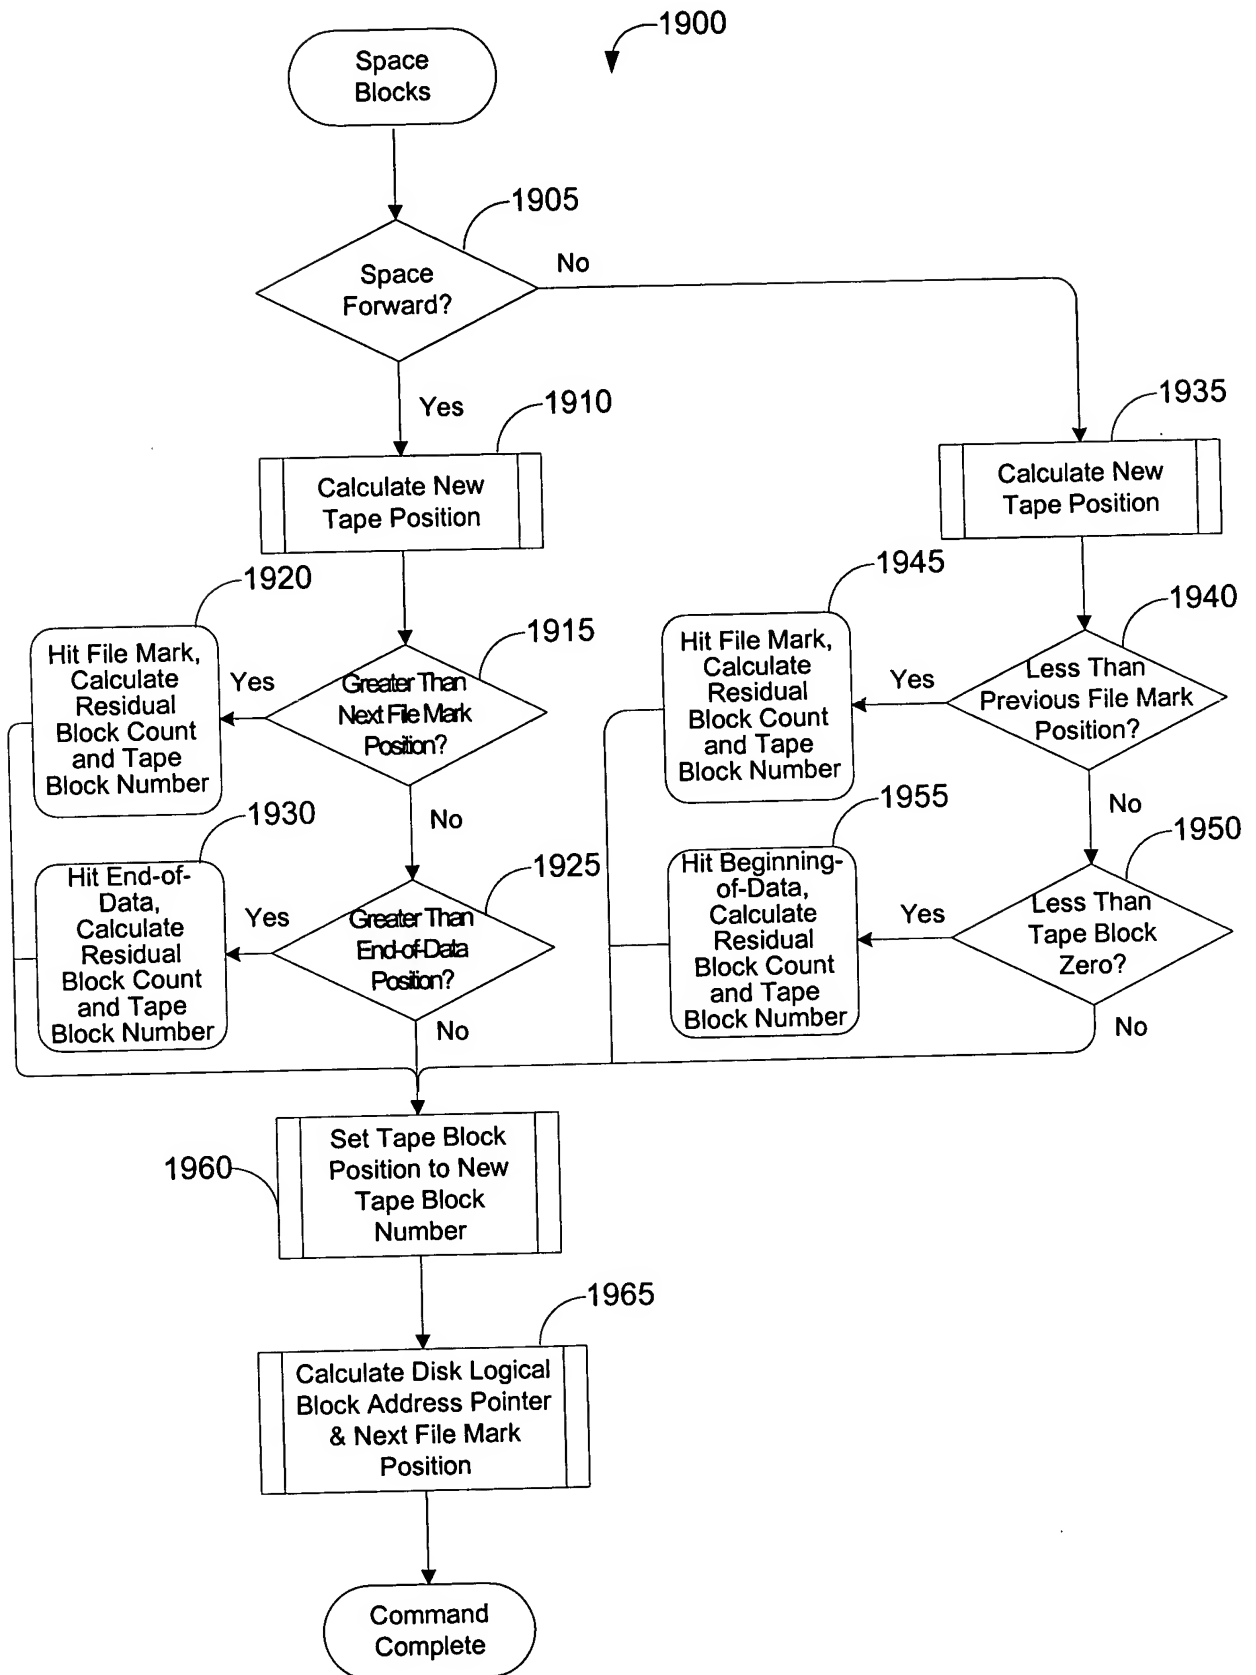 1900
Space
Blocks
1905
Space
Forward?
No
Yes
1910
Calculate New
Tape Position
1935
Calculate New
Tape Position
1920
Hit File Mark,
Calculate
Residual
Block Count
and Tape
Block Number
Yes
1915
Greater Than
Next File Mark
Position?
No
1945
Hit File Mark,
Calculate
Residual
Block Count
and Tape
Block Number
Yes
1940
Less Than
Previous File Mark
Position?
No
1930
Hit End-of-
Data,
Calculate
Residual
Block Count
and Tape
Block Number
Yes
1925
Greater Than
End-of-Data
Position?
No
1955
Hit Beginning-
of-Data,
Calculate
Residual
Block Count
and Tape
Block Number
Yes
1950
Less Than
Tape Block
Zero?
No
1960
Set Tape Block
Position to New
Tape Block
Number
1965
Calculate Disk Logical
Block Address Pointer
& Next File Mark
Position
Command
Complete